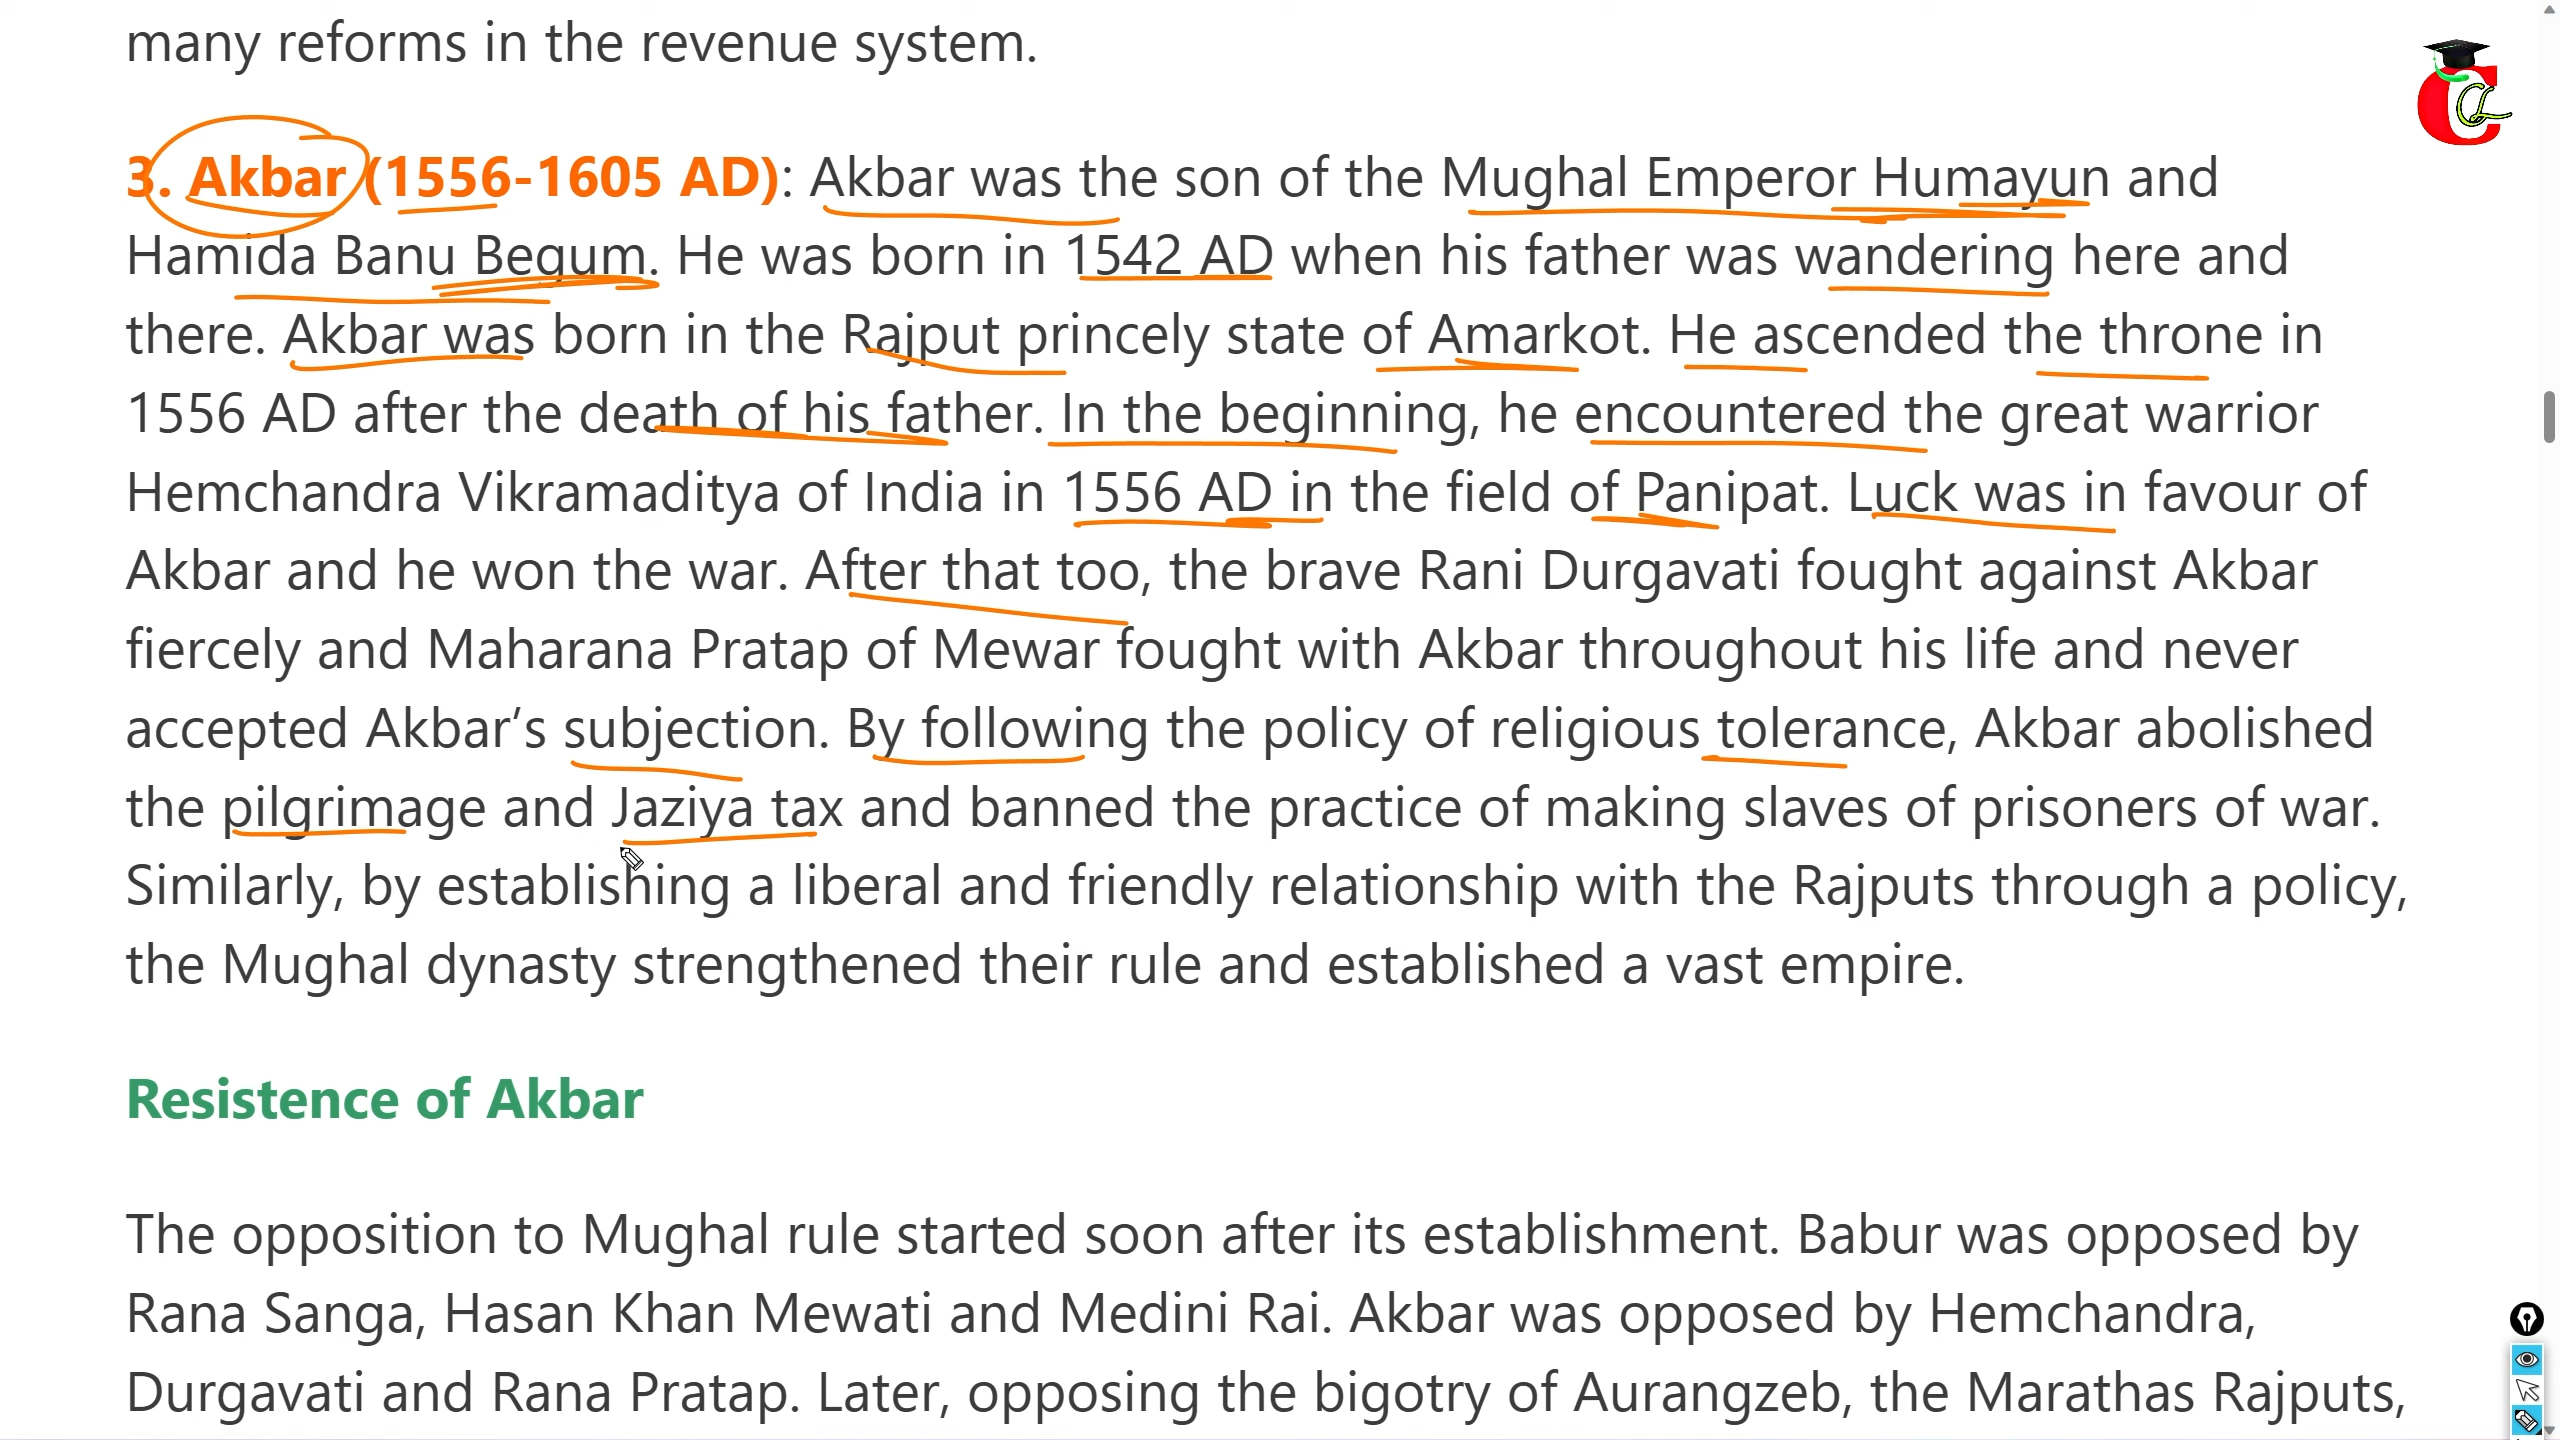 many reforms in the revenue system.
3. Akbar (1556-1605 AD): Akbar was the son of the Mughal Emperor Humayun and
Hamida Banu Begum. He was born in 1542 AD when his father was wandering here and
there. Akbar was born in the Rajput princely state of Amarkot. He ascended the throne in
1556 AD after the death of his father. In the beginning, he encountered the great warrior
Hemchandra Vikramaditya of India in 1556 AD in the field of Panipat. Luck was in favour of
Akbar and he won the war. After that too, the brave Rani Durgavati fought against Akbar
fiercely and Maharana Pratap of Mewar fought with Akbar throughout his life and never
accepted Akbar’s subjection. By following the policy of religious tolerance, Akbar abolished
the pilgrimage and Jaziya tax and banned the practice of making slaves of prisoners of war.
Similarly, by establishing a liberal and friendly relationship with the Rajputs through a policy,
the Mughal dynasty strengthened their rule and established a vast empire.
Resistence of Akbar
The opposition to Mughal rule started soon after its establishment. Babur was opposed by
Rana Sanga, Hasan Khan Mewati and Medini Rai. Akbar was opposed by Hemchandra,
Durgavati and Rana Pratap. Later, opposing the bigotry of Aurangzeb, the Marathas Rajputs,